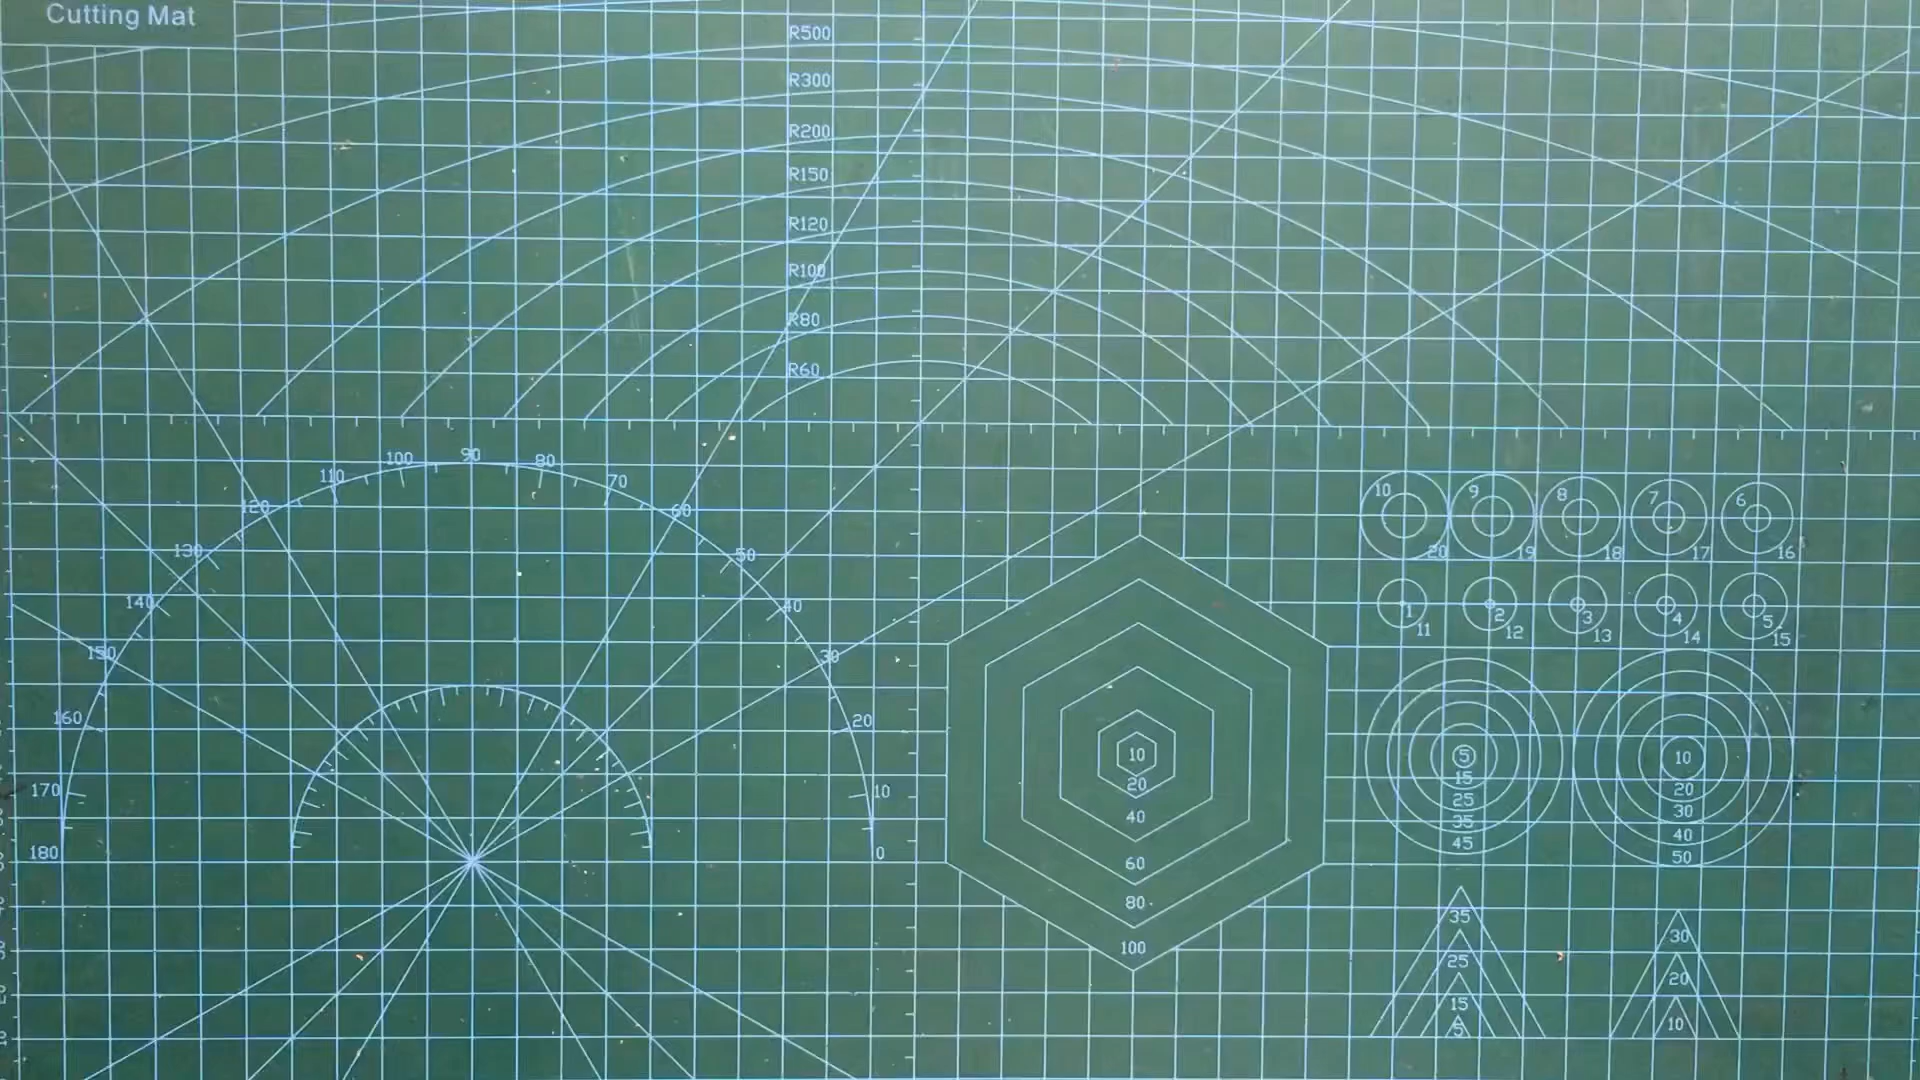 Cutting Mat
R500
R300
R200
R150
R120
R100
R80
R60
180 170 160 150 140 130 120 110 100 90 80 70 60 50 40 30 20 10 0
10 20 40 60 80 100
10 9 8 7 6
20 19 18 17 16
1 2 3 4 5
11 12 13 14 15
5 15 25 35 45
10 20 30 40 50
35 25 15 5
30 20 10